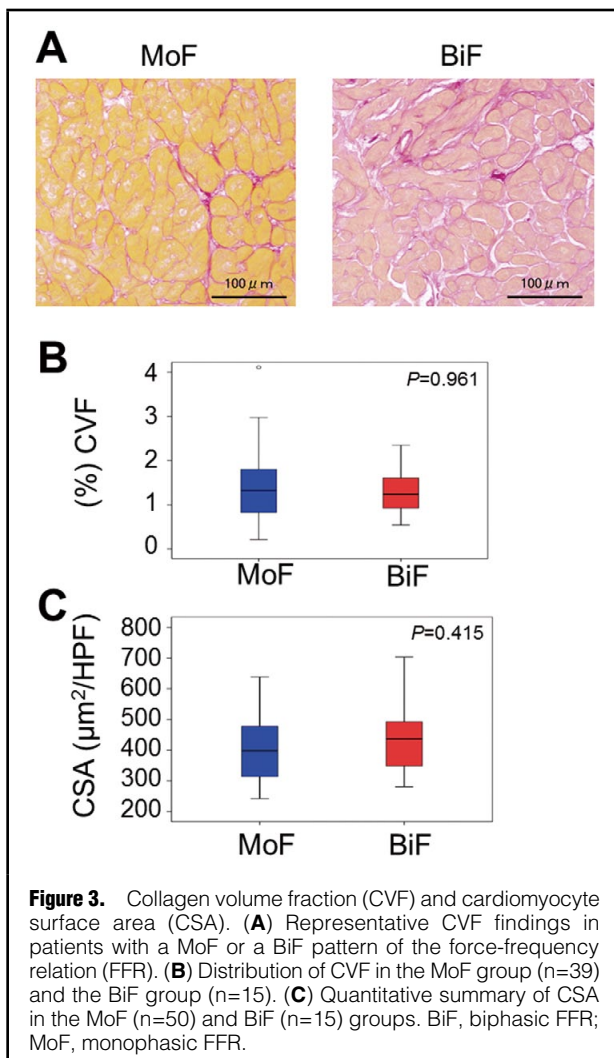 A
MoF
BiF
100 μm
100 μm
B
(%) CVF
4
3
2
1
0
P=0.961
MoF
BiF
C
CSA (μm²/HPF)
800
700
600
500
400
300
200
P=0.415
MoF
BiF
Figure 3. Collagen volume fraction (CVF) and cardiomyocyte
surface area (CSA). (A) Representative CVF findings in
patients with a MoF or a BiF pattern of the force-frequency
relation (FFR). (B) Distribution of CVF in the MoF group (n=39)
and the BiF group (n=15). (C) Quantitative summary of CSA
in the MoF (n=50) and BiF (n=15) groups. BiF, biphasic FFR;
MoF, monophasic FFR.